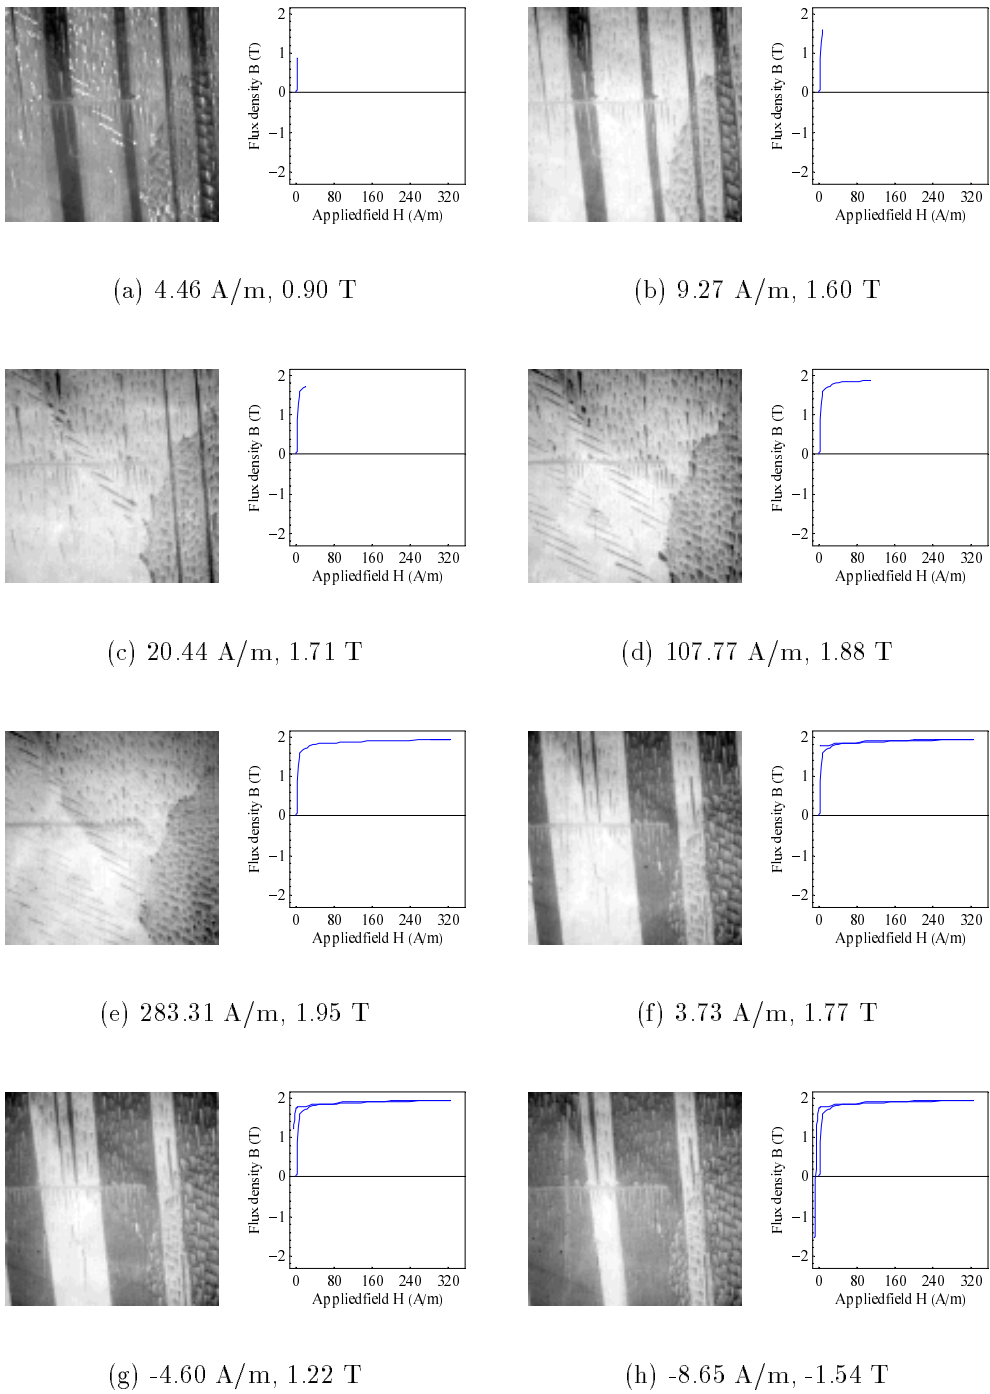 Flux density B (T)
2
1
0
−1
−2
0 80 160 240 320
Appliedfield H (A/m)
Flux density B (T)
2
1
0
−1
−2
0 80 160 240 320
Appliedfield H (A/m)
(a) 4.46 A/m, 0.90 T
(b) 9.27 A/m, 1.60 T
Flux density B (T)
2
1
0
−1
−2
0 80 160 240 320
Appliedfield H (A/m)
Flux density B (T)
2
1
0
−1
−2
0 80 160 240 320
Appliedfield H (A/m)
(c) 20.44 A/m, 1.71 T
(d) 107.77 A/m, 1.88 T
Flux density B (T)
2
1
0
−1
−2
0 80 160 240 320
Appliedfield H (A/m)
Flux density B (T)
2
1
0
−1
−2
0 80 160 240 320
Appliedfield H (A/m)
(e) 283.31 A/m, 1.95 T
(f) 3.73 A/m, 1.77 T
Flux density B (T)
2
1
0
−1
−2
0 80 160 240 320
Appliedfield H (A/m)
Flux density B (T)
2
1
0
−1
−2
0 80 160 240 320
Appliedfield H (A/m)
(g) -4.60 A/m, 1.22 T
(h) -8.65 A/m, -1.54 T